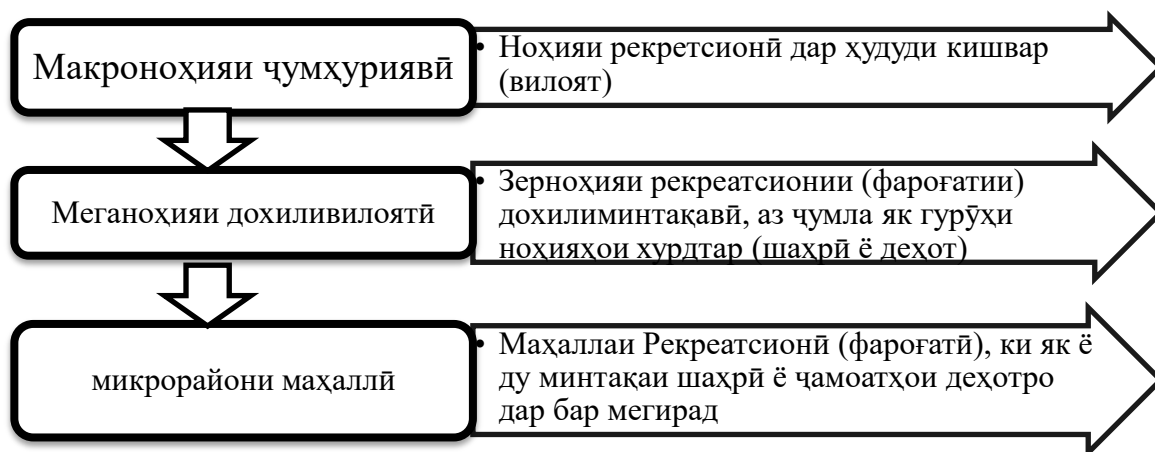 Макроноҳияи ҷумҳуриявӣ
• Ноҳияи рекретсионӣ дар ҳудуди кишвар
(вилоят)
Меганоҳияи дохиливилоятӣ
• Зерноҳияи рекреатсионии (фароғатии)
дохилиминтақавӣ, аз ҷумла як гурӯҳи
ноҳияҳои хурдтар (шаҳрӣ ё деҳот)
микрорайони маҳаллӣ
• Маҳаллаи Рекреатсионӣ (фароғатӣ), ки як ё
ду минтақаи шаҳрӣ ё ҷамоатҳои деҳотро
дар бар мегирад